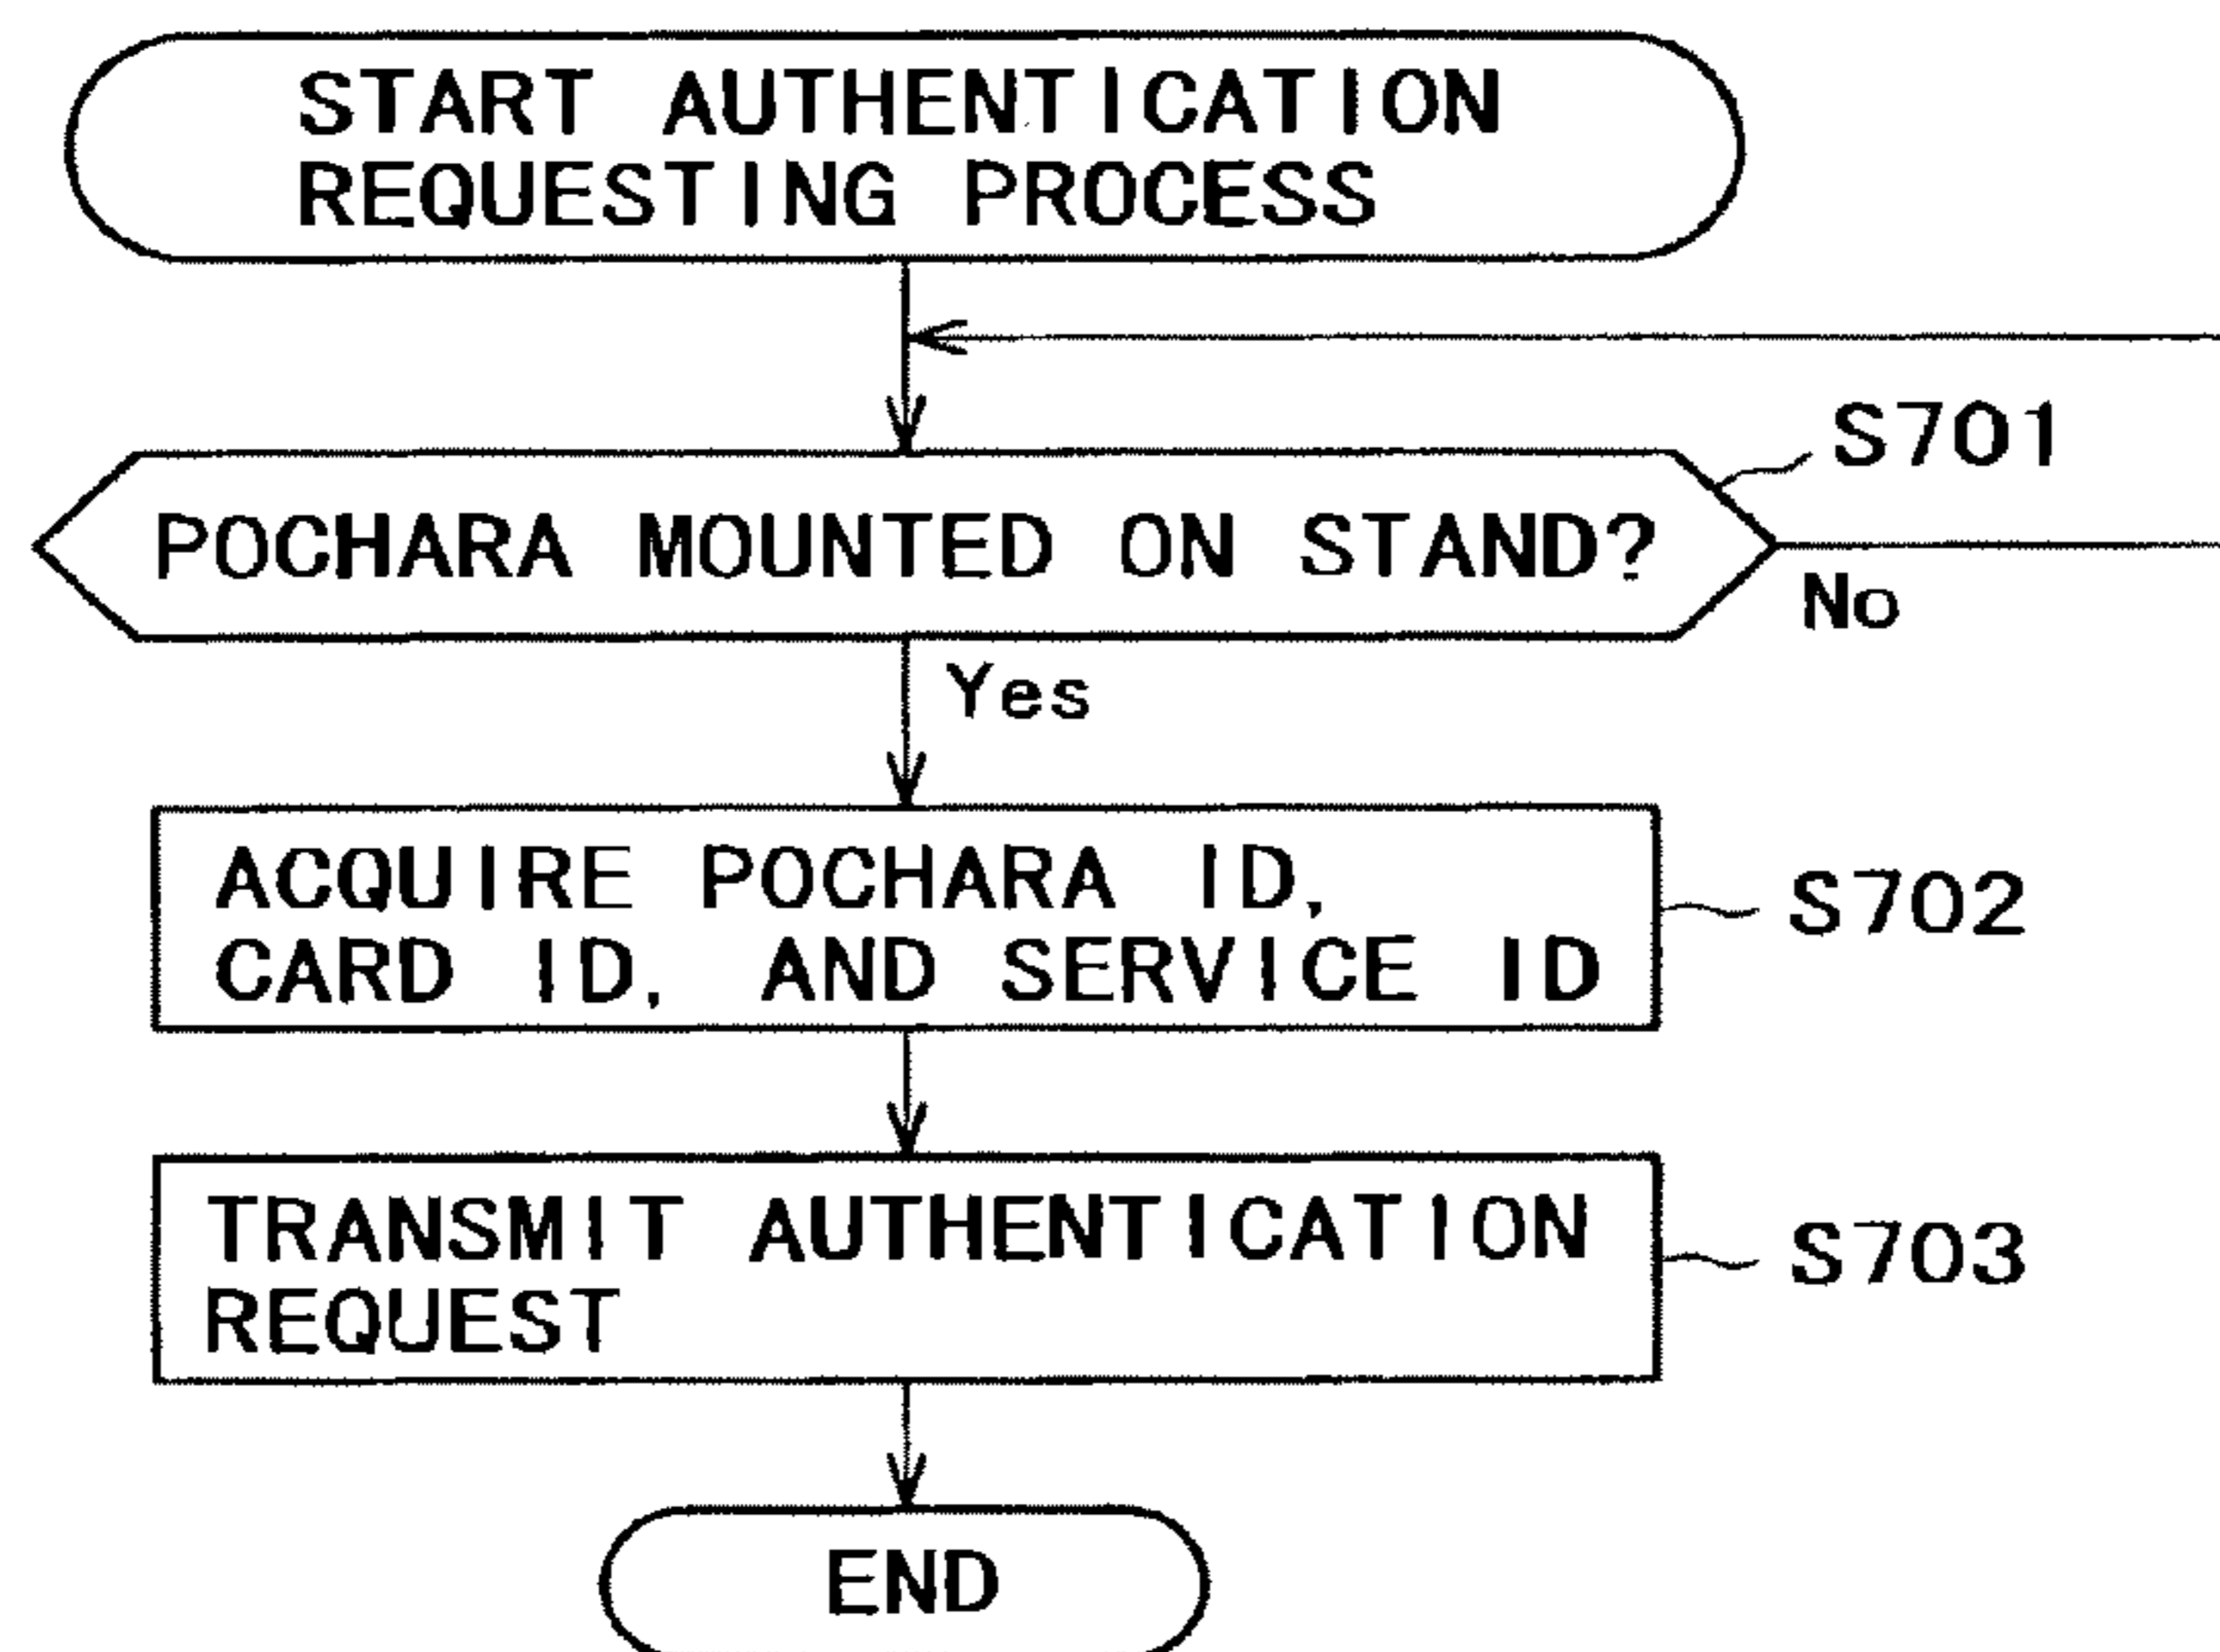 START AUTHENTICATION
REQUESTING PROCESS
S701
POCHARA MOUNTED ON STAND?
No
Yes
ACQUIRE POCHARA ID,
CARD ID, AND SERVICE ID
S702
TRANSMIT AUTHENTICATION
REQUEST
S703
END